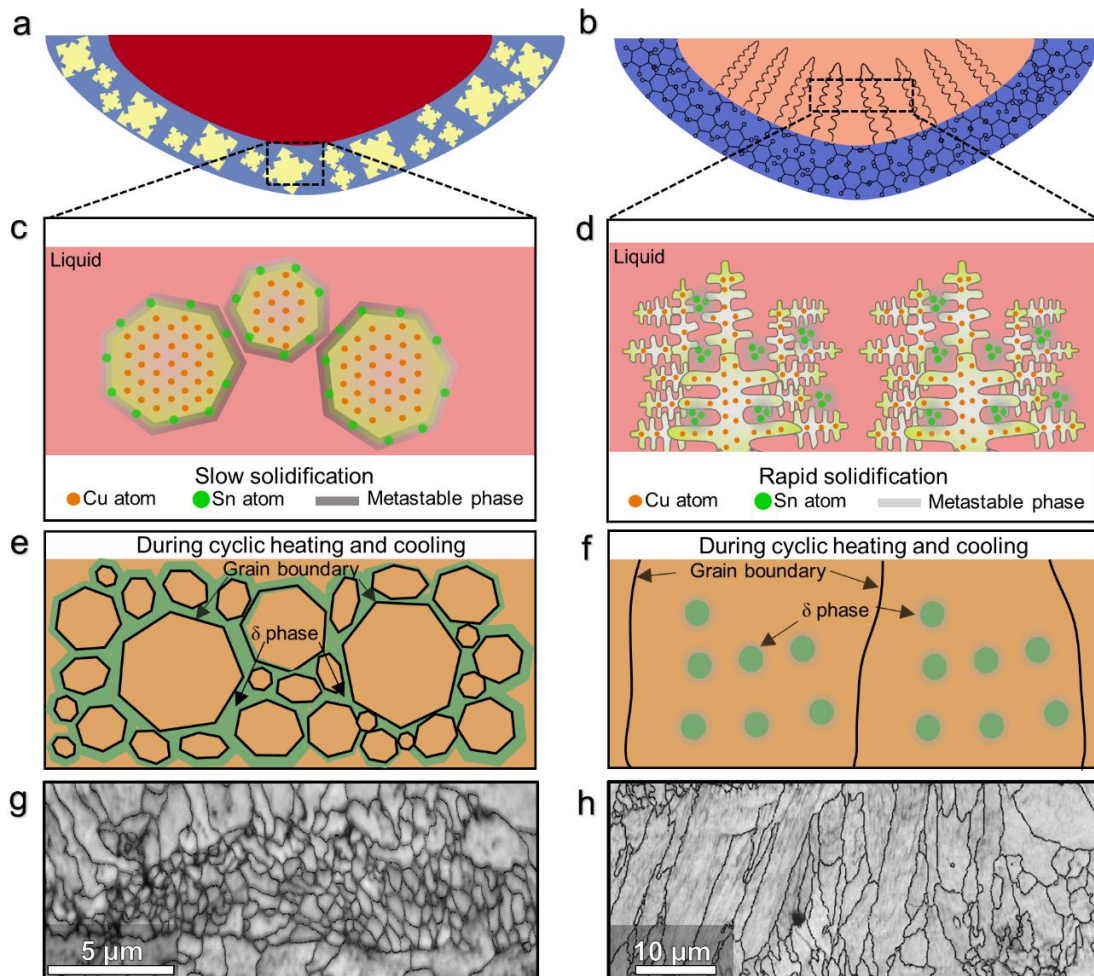 a
b
c
Liquid
Slow solidification
Cu atom
Sn atom
Metastable phase
d
Liquid
Rapid solidification
Cu atom
Sn atom
Metastable phase
e
During cyclic heating and cooling
Grain boundary
δ phase
f
During cyclic heating and cooling
Grain boundary
δ phase
g
5 μm
h
10 μm